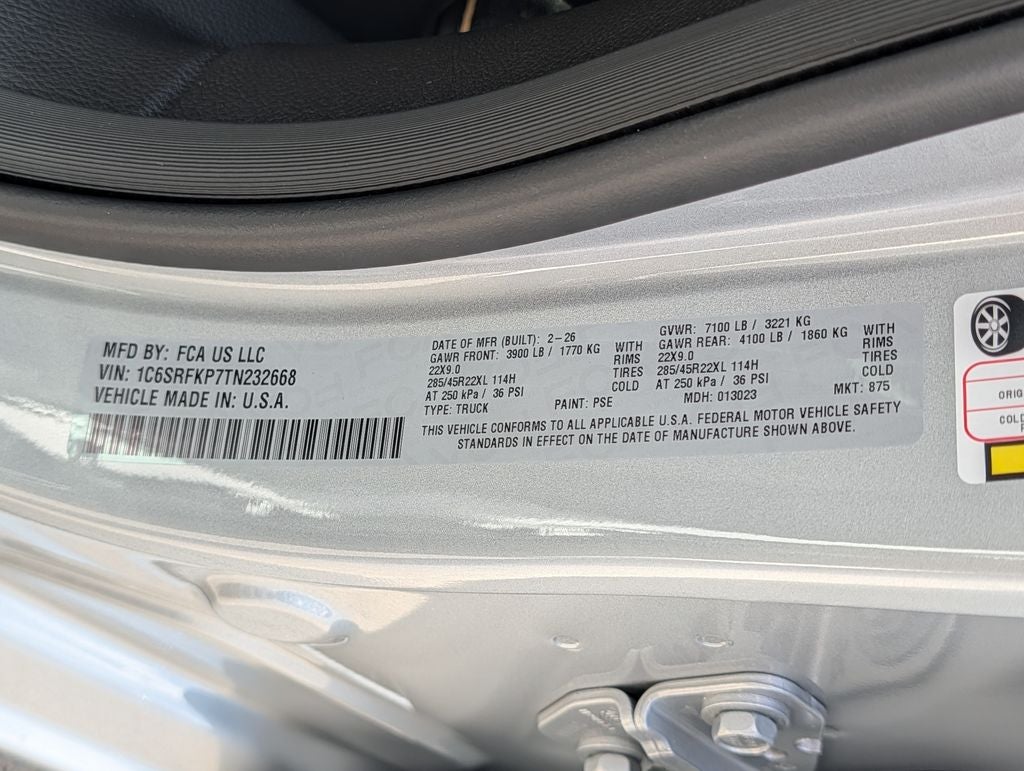 MFD BY: FCA US LLC
VIN: 1C6SRFKP7TN232668
VEHICLE MADE IN: U.S.A.
DATE OF MFR (BUILT): 2-26
GAWR FRONT: 3900 LB / 1770 KG WITH
22X9.0 RIMS
285/45R22XL 114H TIRES
AT 250 kPa / 36 PSI COLD
TYPE: TRUCK PAINT: PSE
GVWR: 7100 LB / 3221 KG
GAWR REAR: 4100 LB / 1860 KG WITH
22X9.0 RIMS
285/45R22XL 114H TIRES
AT 250 kPa / 36 PSI COLD
MDH: 013023 MKT: 875
THIS VEHICLE CONFORMS TO ALL APPLICABLE U.S.A. FEDERAL MOTOR VEHICLE SAFETY
STANDARDS IN EFFECT ON THE DATE OF MANUFACTURE SHOWN ABOVE.
ORIG
COLD